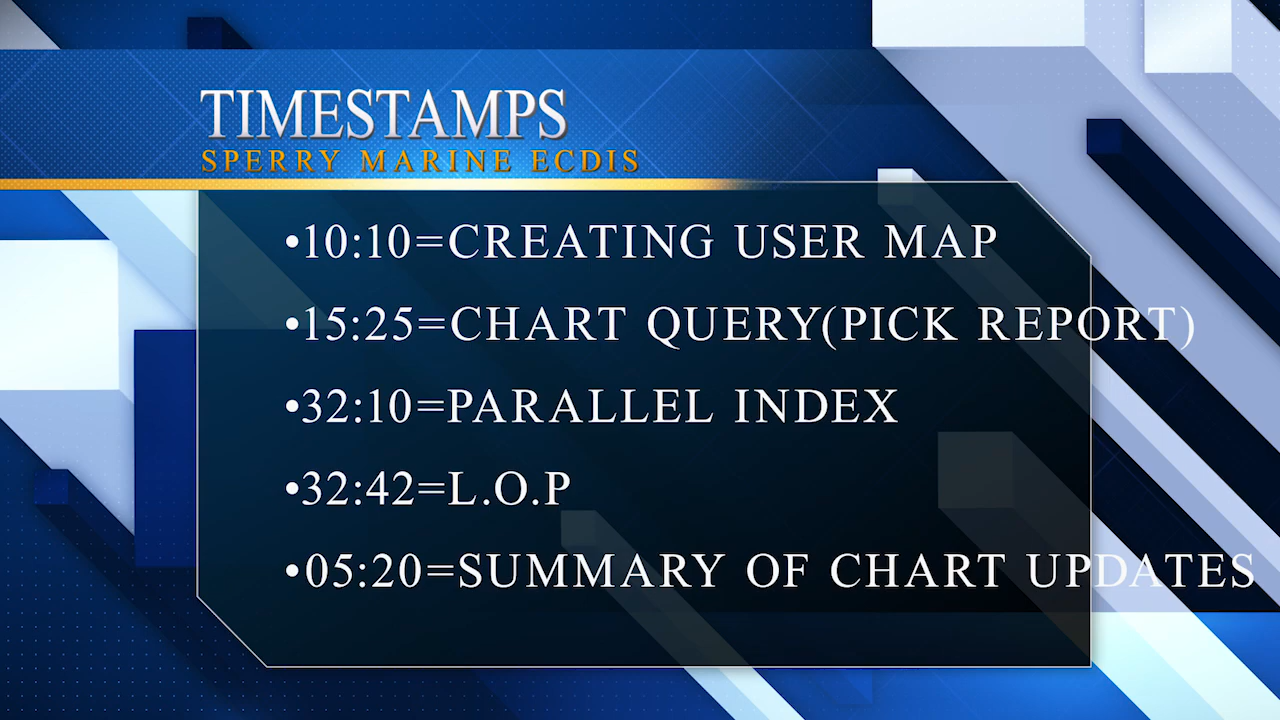 TIMESTAMPS
SPERRY MARINE ECDIS
•10:10=CREATING USER MAP
•15:25=CHART QUERY(PICK REPORT)
•32:10=PARALLEL INDEX
•32:42=L.O.P
•05:20=SUMMARY OF CHART UPDATES